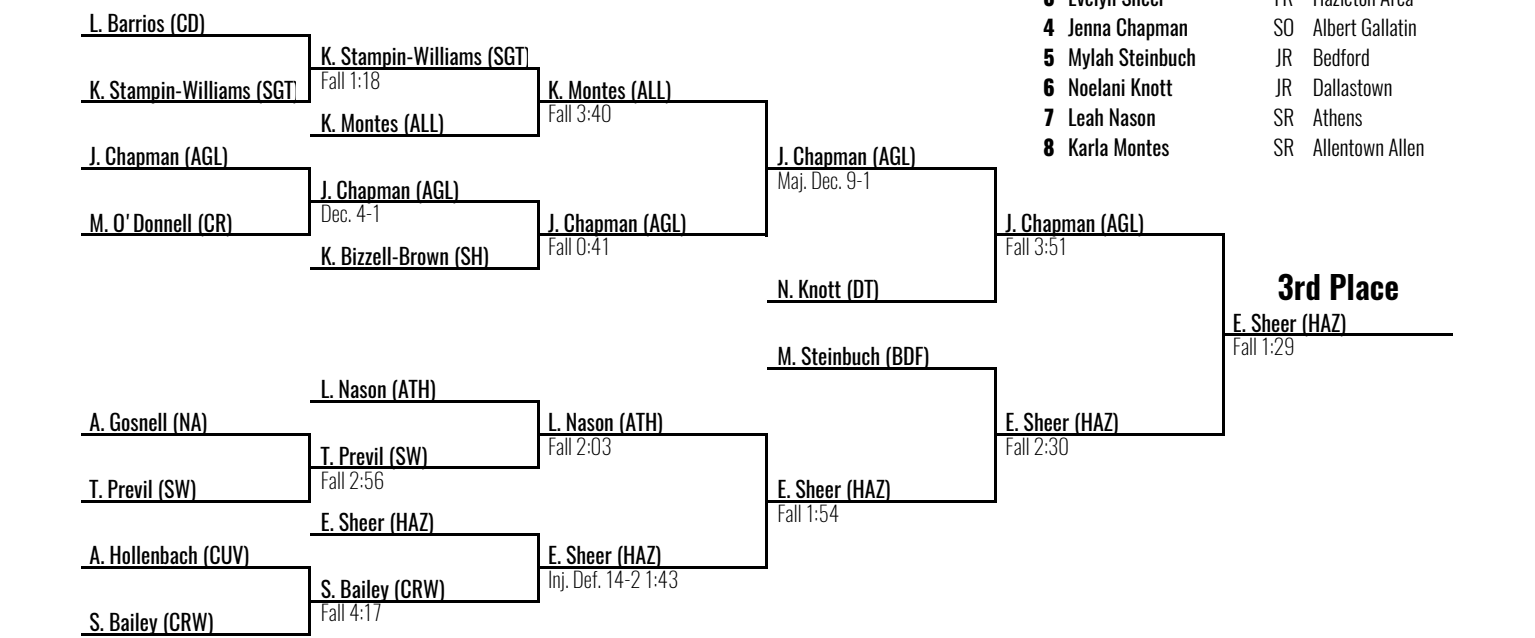 3 Evelyn Sheer FR Hazleton Area
L. Barrios (CD)
4 Jenna Chapman SO Albert Gallatin
K. Stampin-Williams (SGT)
5 Mylah Steinbuch JR Bedford
Fall 1:18
K. Stampin-Williams (SGT)
K. Montes (ALL)
6 Noelani Knott JR Dallastown
Fall 3:40
K. Montes (ALL)
7 Leah Nason SR Athens
J. Chapman (AGL)
J. Chapman (AGL)
8 Karla Montes SR Allentown Allen
Maj. Dec. 9-1
J. Chapman (AGL)
Dec. 4-1
M. O'Donnell (CR)
J. Chapman (AGL)
J. Chapman (AGL)
Fall 0:41
Fall 3:51
K. Bizzell-Brown (SH)
N. Knott (DT)
3rd Place
E. Sheer (HAZ)
Fall 1:29
M. Steinbuch (BDF)
L. Nason (ATH)
A. Gosnell (NA)
L. Nason (ATH)
E. Sheer (HAZ)
Fall 2:03
Fall 2:30
T. Previl (SW)
Fall 2:56
T. Previl (SW)
E. Sheer (HAZ)
Fall 1:54
E. Sheer (HAZ)
A. Hollenbach (CUV)
E. Sheer (HAZ)
Inj. Def. 14-2 1:43
S. Bailey (CRW)
Fall 4:17
S. Bailey (CRW)